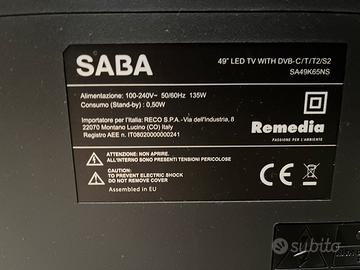 SABA
49" LED TV WITH DVB-C/T/T2/S2
SA49K65NS
Alimentazione: 100-240V~ 50/60Hz 135W
Consumo (Stand-by) : 0,50W
Importatore per l'Italia: RECO S.P.A.-Via dell'Industria, 8
22070 Montano Lucino (CO) Italy
Registro AEE n. IT08020000000241
Remedia
PASSIONE PER L'AMBIENTE
ATTENZIONE: NON APRIRE.
ALL'INTERNO SONO PRESENTI TENSIONI PERICOLOSE
CAUTION:
TO PREVENT ELECTRIC SHOCK
DO NOT REMOVE COVER
Assembled in EU
CE
subito